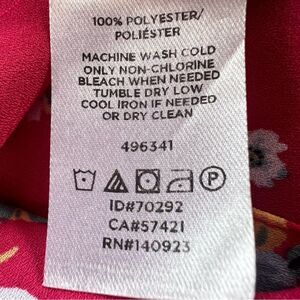 100% POLYESTER/
POLIÉSTER
MACHINE WASH COLD
ONLY NON-CHLORINE
BLEACH WHEN NEEDED
TUMBLE DRY LOW
COOL IRON IF NEEDED
OR DRY CLEAN
496341
P
ID#70292
CA#57421
RN#140923